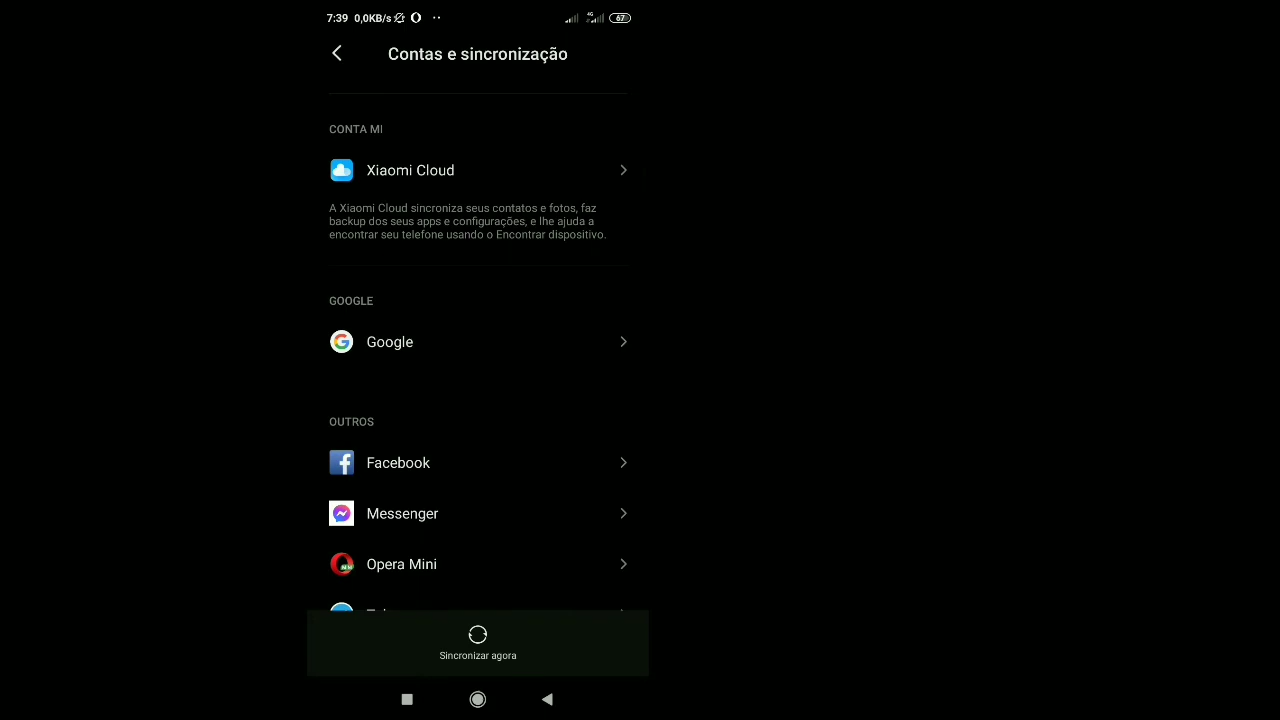 7:39 0,0KB/s 4G 67
Contas e sincronização
CONTA MI
Xiaomi Cloud
A Xiaomi Cloud sincroniza seus contatos e fotos, faz
backup dos seus apps e configurações, e lhe ajuda a
encontrar seu telefone usando o Encontrar dispositivo.
GOOGLE
Google
OUTROS
Facebook
Messenger
Opera Mini
Sincronizar agora